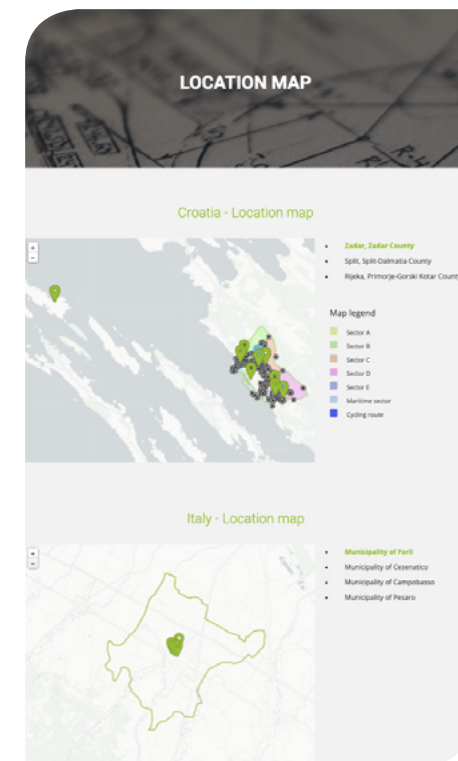 LOCATION MAP
Croatia - Location map
+
−
Zadar, Zadar County
Split, Split-Dalmatia County
Rijeka, Primorje-Gorski Kotar Count
Map legend
Sector A
Sector B
Sector C
Sector D
Sector E
Maritime sector
Cycling route
Italy - Location map
+
−
Municipality of Forlì
Municipality of Cesenatico
Municipality of Campobasso
Municipality of Pesaro